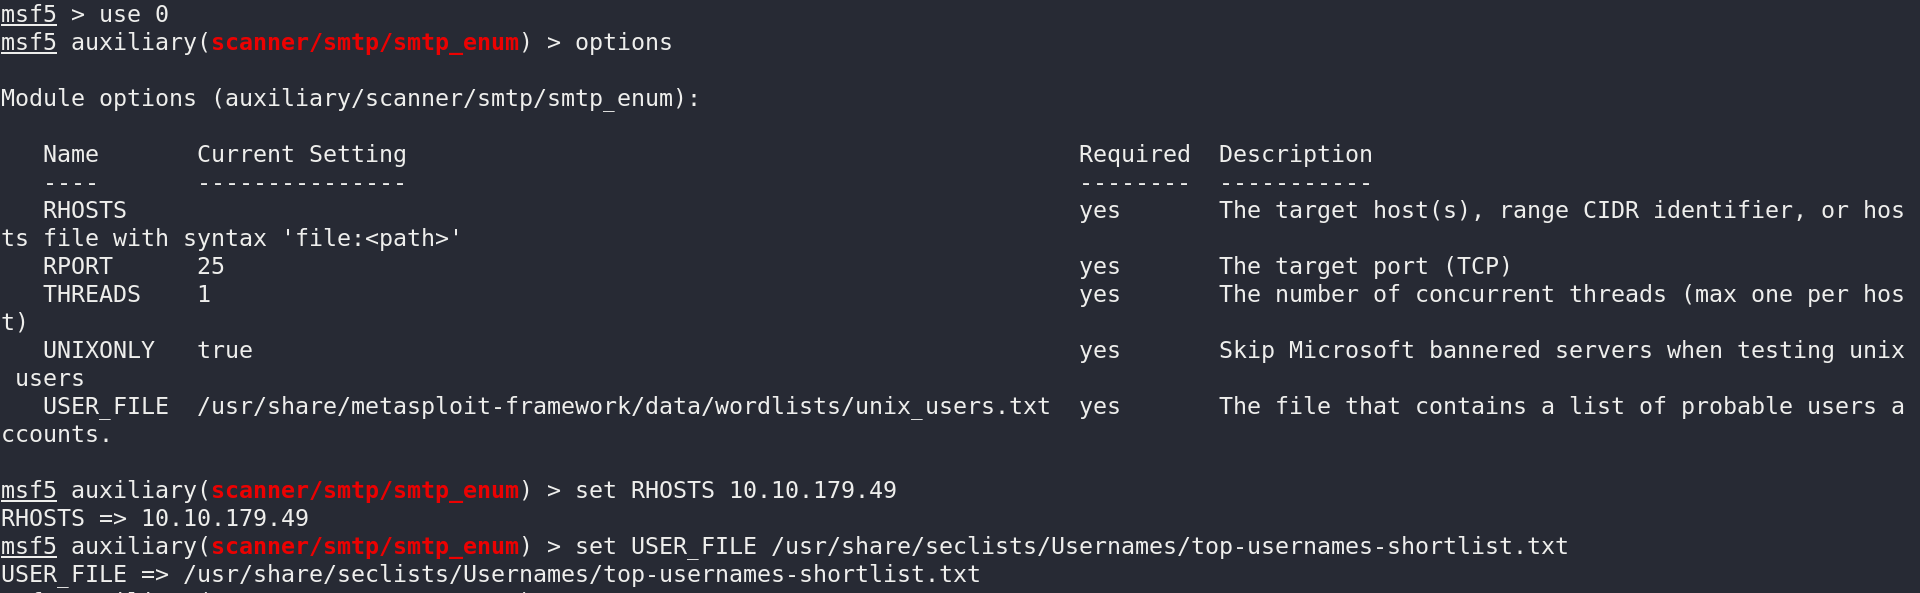 msf5 > use 0
msf5 auxiliary(scanner/smtp/smtp_enum) > options

Module options (auxiliary/scanner/smtp/smtp_enum):

   Name       Current Setting                                                Required  Description
   ----       ---------------                                                --------  -----------
   RHOSTS                                                                    yes       The target host(s), range CIDR identifier, or hos
ts file with syntax 'file:<path>'
   RPORT      25                                                             yes       The target port (TCP)
   THREADS    1                                                              yes       The number of concurrent threads (max one per hos
t)
   UNIXONLY   true                                                           yes       Skip Microsoft bannered servers when testing unix
 users
   USER_FILE  /usr/share/metasploit-framework/data/wordlists/unix_users.txt  yes       The file that contains a list of probable users a
ccounts.

msf5 auxiliary(scanner/smtp/smtp_enum) > set RHOSTS 10.10.179.49
RHOSTS => 10.10.179.49
msf5 auxiliary(scanner/smtp/smtp_enum) > set USER_FILE /usr/share/seclists/Usernames/top-usernames-shortlist.txt
USER_FILE => /usr/share/seclists/Usernames/top-usernames-shortlist.txt